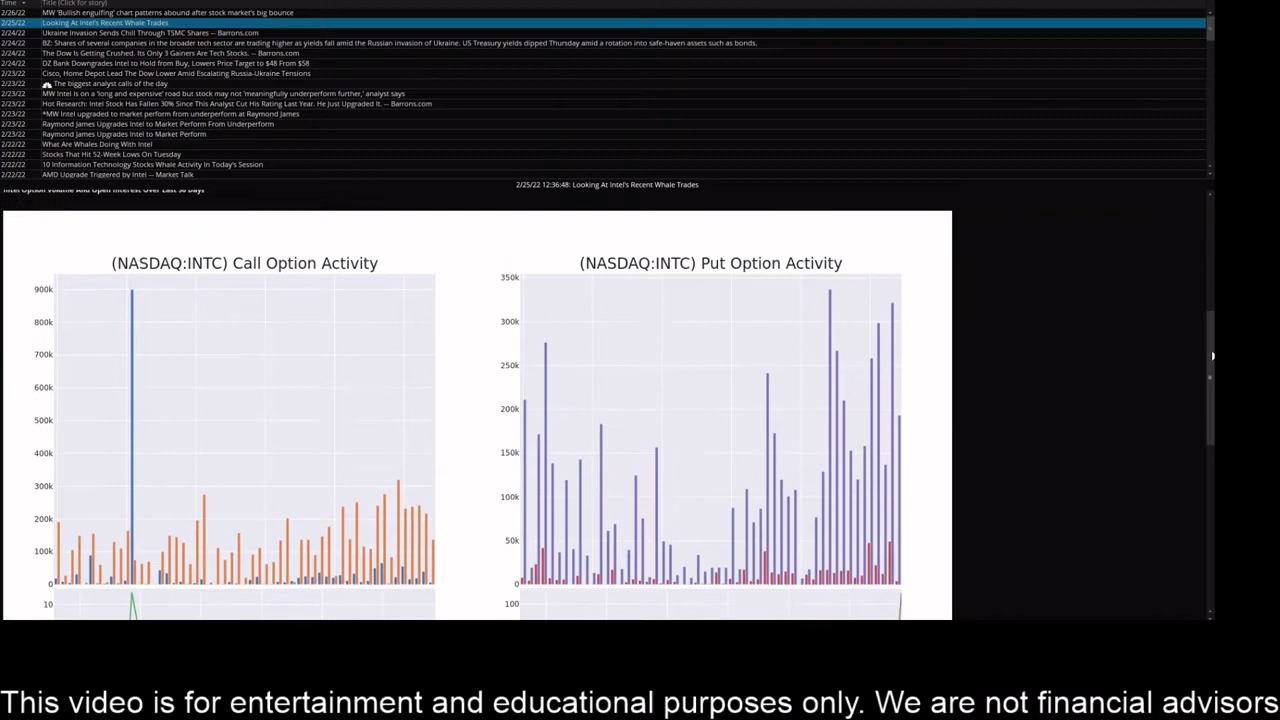 Time Title (Click for story)
2/26/22 MW 'Bullish engulfing' chart patterns abound after stock market's big bounce
2/25/22 Looking At Intel's Recent Whale Trades
2/24/22 Ukraine Invasion Sends Chill Through TSMC Shares -- Barrons.com
2/24/22 BZ: Shares of several companies in the broader tech sector are trading higher as yields fall amid the Russian invasion of Ukraine. US Treasury yields dipped Thursday amid a rotation into safe-haven assets such as bonds.
2/24/22 The Dow Is Getting Crushed. Its Only 3 Gainers Are Tech Stocks. -- Barrons.com
2/24/22 DZ Bank Downgrades Intel to Hold from Buy, Lowers Price Target to $48 From $58
2/23/22 Cisco, Home Depot Lead The Dow Lower Amid Escalating Russia-Ukraine Tensions
2/23/22 The biggest analyst calls of the day
2/23/22 MW Intel is on a 'long and expensive' road but stock may not 'meaningfully underperform further,' analyst says
2/23/22 Hot Research: Intel Stock Has Fallen 30% Since This Analyst Cut His Rating Last Year. He Just Upgraded It. -- Barrons.com
2/23/22 *MW Intel upgraded to market perform from underperform at Raymond James
2/23/22 Raymond James Upgrades Intel to Market Perform From Underperform
2/23/22 Raymond James Upgrades Intel to Market Perform
2/22/22 What Are Whales Doing With Intel
2/22/22 Stocks That Hit 52-Week Lows On Tuesday
2/22/22 10 Information Technology Stocks Whale Activity In Today's Session
2/22/22 AMD Upgrade Triggered by Intel -- Market Talk
2/25/22 12:36:48: Looking At Intel's Recent Whale Trades
Intel Option Volume And Open Interest Over Last 30 Days
(NASDAQ:INTC) Call Option Activity
900k
800k
700k
600k
500k
400k
300k
200k
100k
0
10
(NASDAQ:INTC) Put Option Activity
350k
300k
250k
200k
150k
100k
50k
0
100
This video is for entertainment and educational purposes only. We are not financial advisors